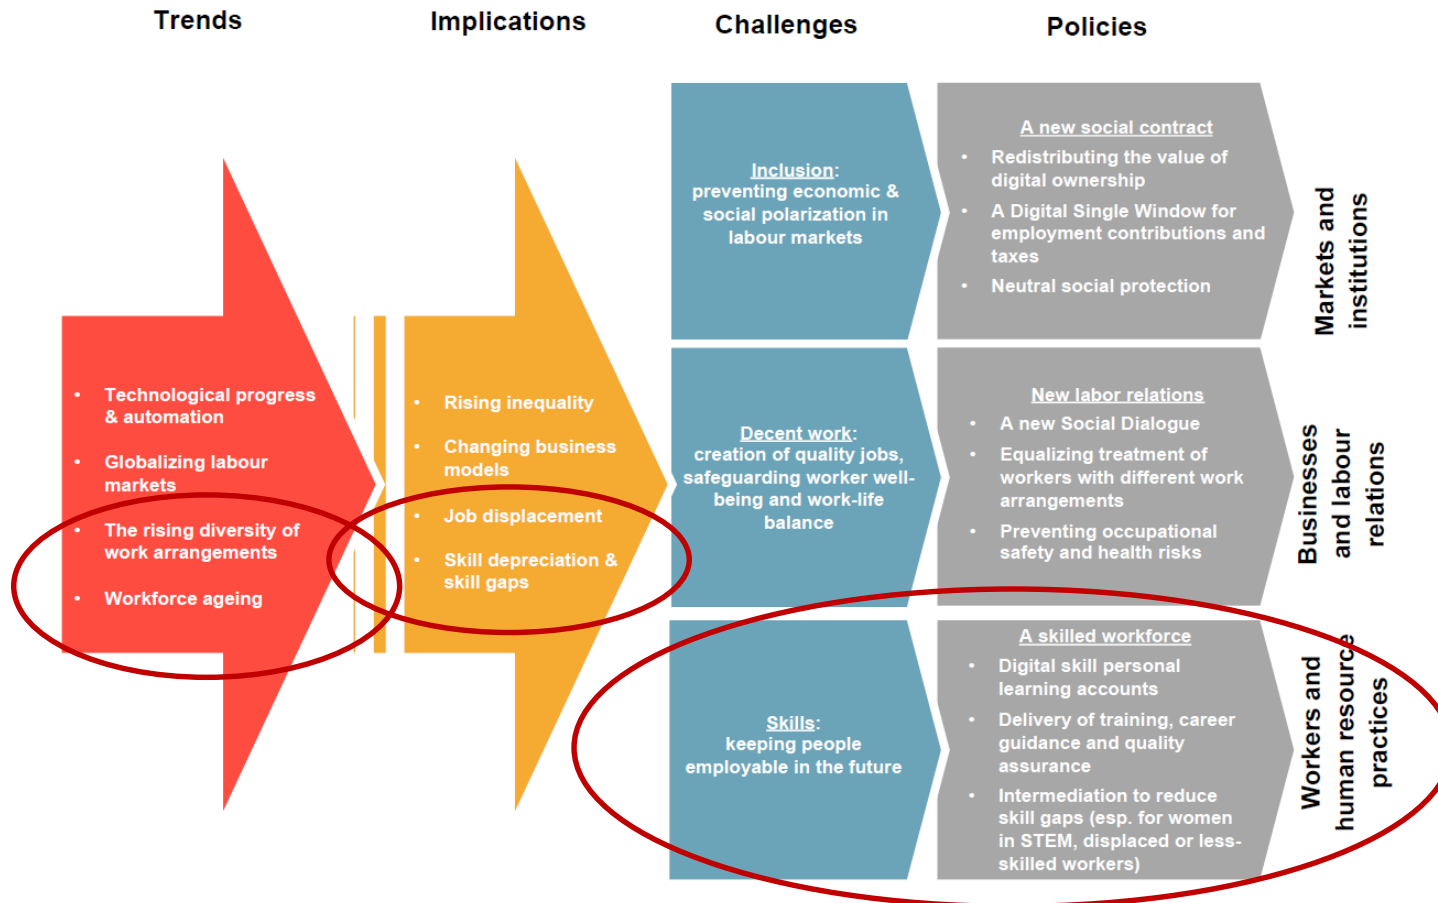 Trends
Implications
Challenges
Policies
• Technological progress
& automation
• Globalizing labour
markets
• The rising diversity of
work arrangements
• Workforce ageing
• Rising inequality
• Changing business
models
• Job displacement
• Skill depreciation &
skill gaps
Inclusion:
preventing economic &
social polarization in
labour markets
A new social contract
• Redistributing the value of
digital ownership
• A Digital Single Window for
employment contributions and
taxes
• Neutral social protection
Markets and
institutions
Decent work:
creation of quality jobs,
safeguarding worker well-
being and work-life
balance
New labor relations
• A new Social Dialogue
• Equalizing treatment of
workers with different work
arrangements
• Preventing occupational
safety and health risks
Businesses
and labour
relations
Skills:
keeping people
employable in the future
A skilled workforce
• Digital skill personal
learning accounts
• Delivery of training, career
guidance and quality
assurance
• Intermediation to reduce
skill gaps (esp. for women
in STEM, displaced or less-
skilled workers)
Workers and
human resource
practices